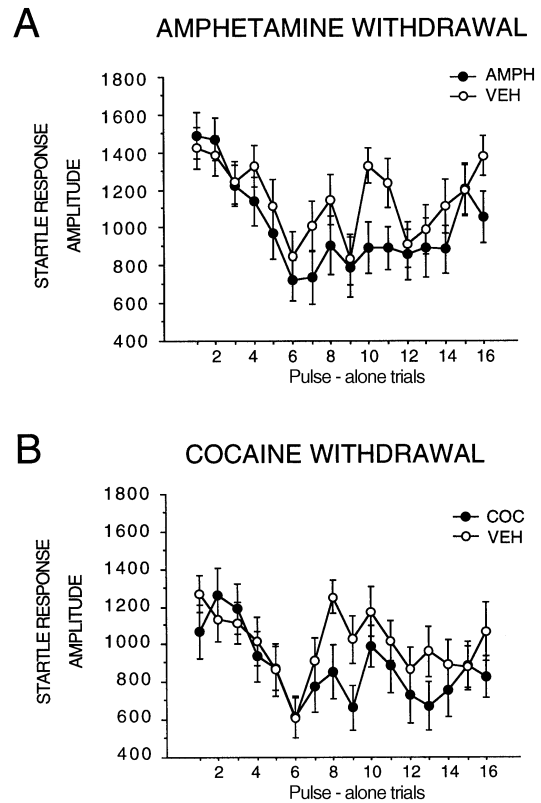 A
AMPHETAMINE WITHDRAWAL
AMPH
VEH
STARTLE RESPONSE
AMPLITUDE
1800
1600
1400
1200
1000
800
600
400
2 4 6 8 10 12 14 16
Pulse - alone trials
B
COCAINE WITHDRAWAL
COC
VEH
STARTLE RESPONSE
AMPLITUDE
1800
1600
1400
1200
1000
800
600
400
2 4 6 8 10 12 14 16
Pulse - alone trials